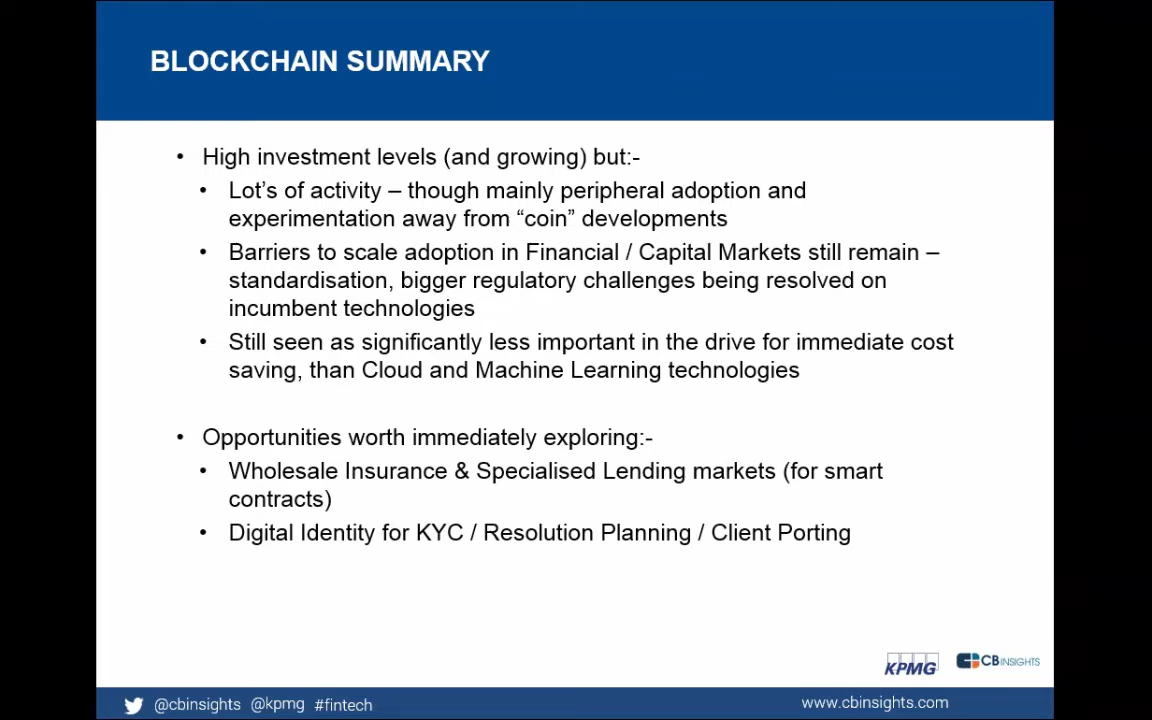 BLOCKCHAIN SUMMARY
• High investment levels (and growing) but:-
• Lot’s of activity – though mainly peripheral adoption and
experimentation away from “coin” developments
• Barriers to scale adoption in Financial / Capital Markets still remain –
standardisation, bigger regulatory challenges being resolved on
incumbent technologies
• Still seen as significantly less important in the drive for immediate cost
saving, than Cloud and Machine Learning technologies
• Opportunities worth immediately exploring:-
• Wholesale Insurance & Specialised Lending markets (for smart
contracts)
• Digital Identity for KYC / Resolution Planning / Client Porting
KPMG CBINSIGHTS
@cbinsights @kpmg #fintech www.cbinsights.com